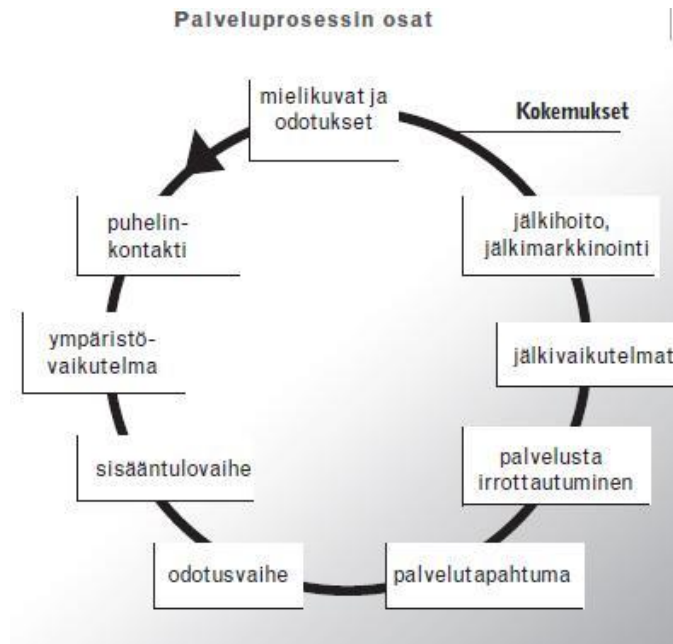 Palveluprosessin osat
mielikuvat ja
odotukset
Kokemukset
puhelin-
kontakti
jälkihoito,
jälkimarkkinointi
ympäristö-
vaikutelma
jälkivaikutelmat
sisääntulovaihe
palvelusta
irrottautuminen
odotusvaihe
palvelutapahtuma